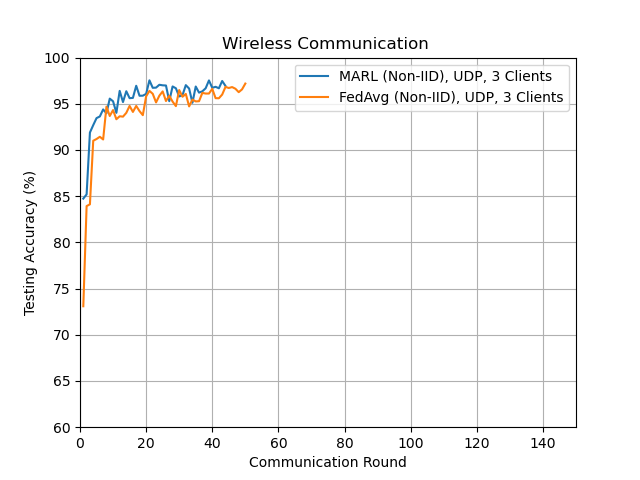 Wireless Communication
MARL (Non-IID), UDP, 3 Clients
FedAvg (Non-IID), UDP, 3 Clients
Testing Accuracy (%)
100
95
90
85
80
75
70
65
60
0 20 40 60 80 100 120 140
Communication Round